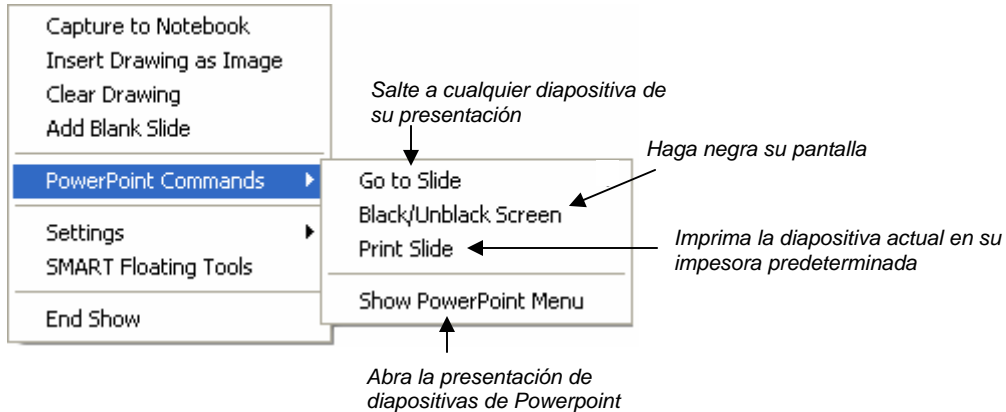 Capture to Notebook
Insert Drawing as Image
Clear Drawing
Add Blank Slide
PowerPoint Commands
Settings
SMART Floating Tools
End Show
Salte a cualquier diapositiva de
su presentación
Haga negra su pantalla
Go to Slide
Black/Unblack Screen
Print Slide
Imprima la diapositiva actual en su
impesora predeterminada
Show PowerPoint Menu
Abra la presentación de
diapositivas de Powerpoint